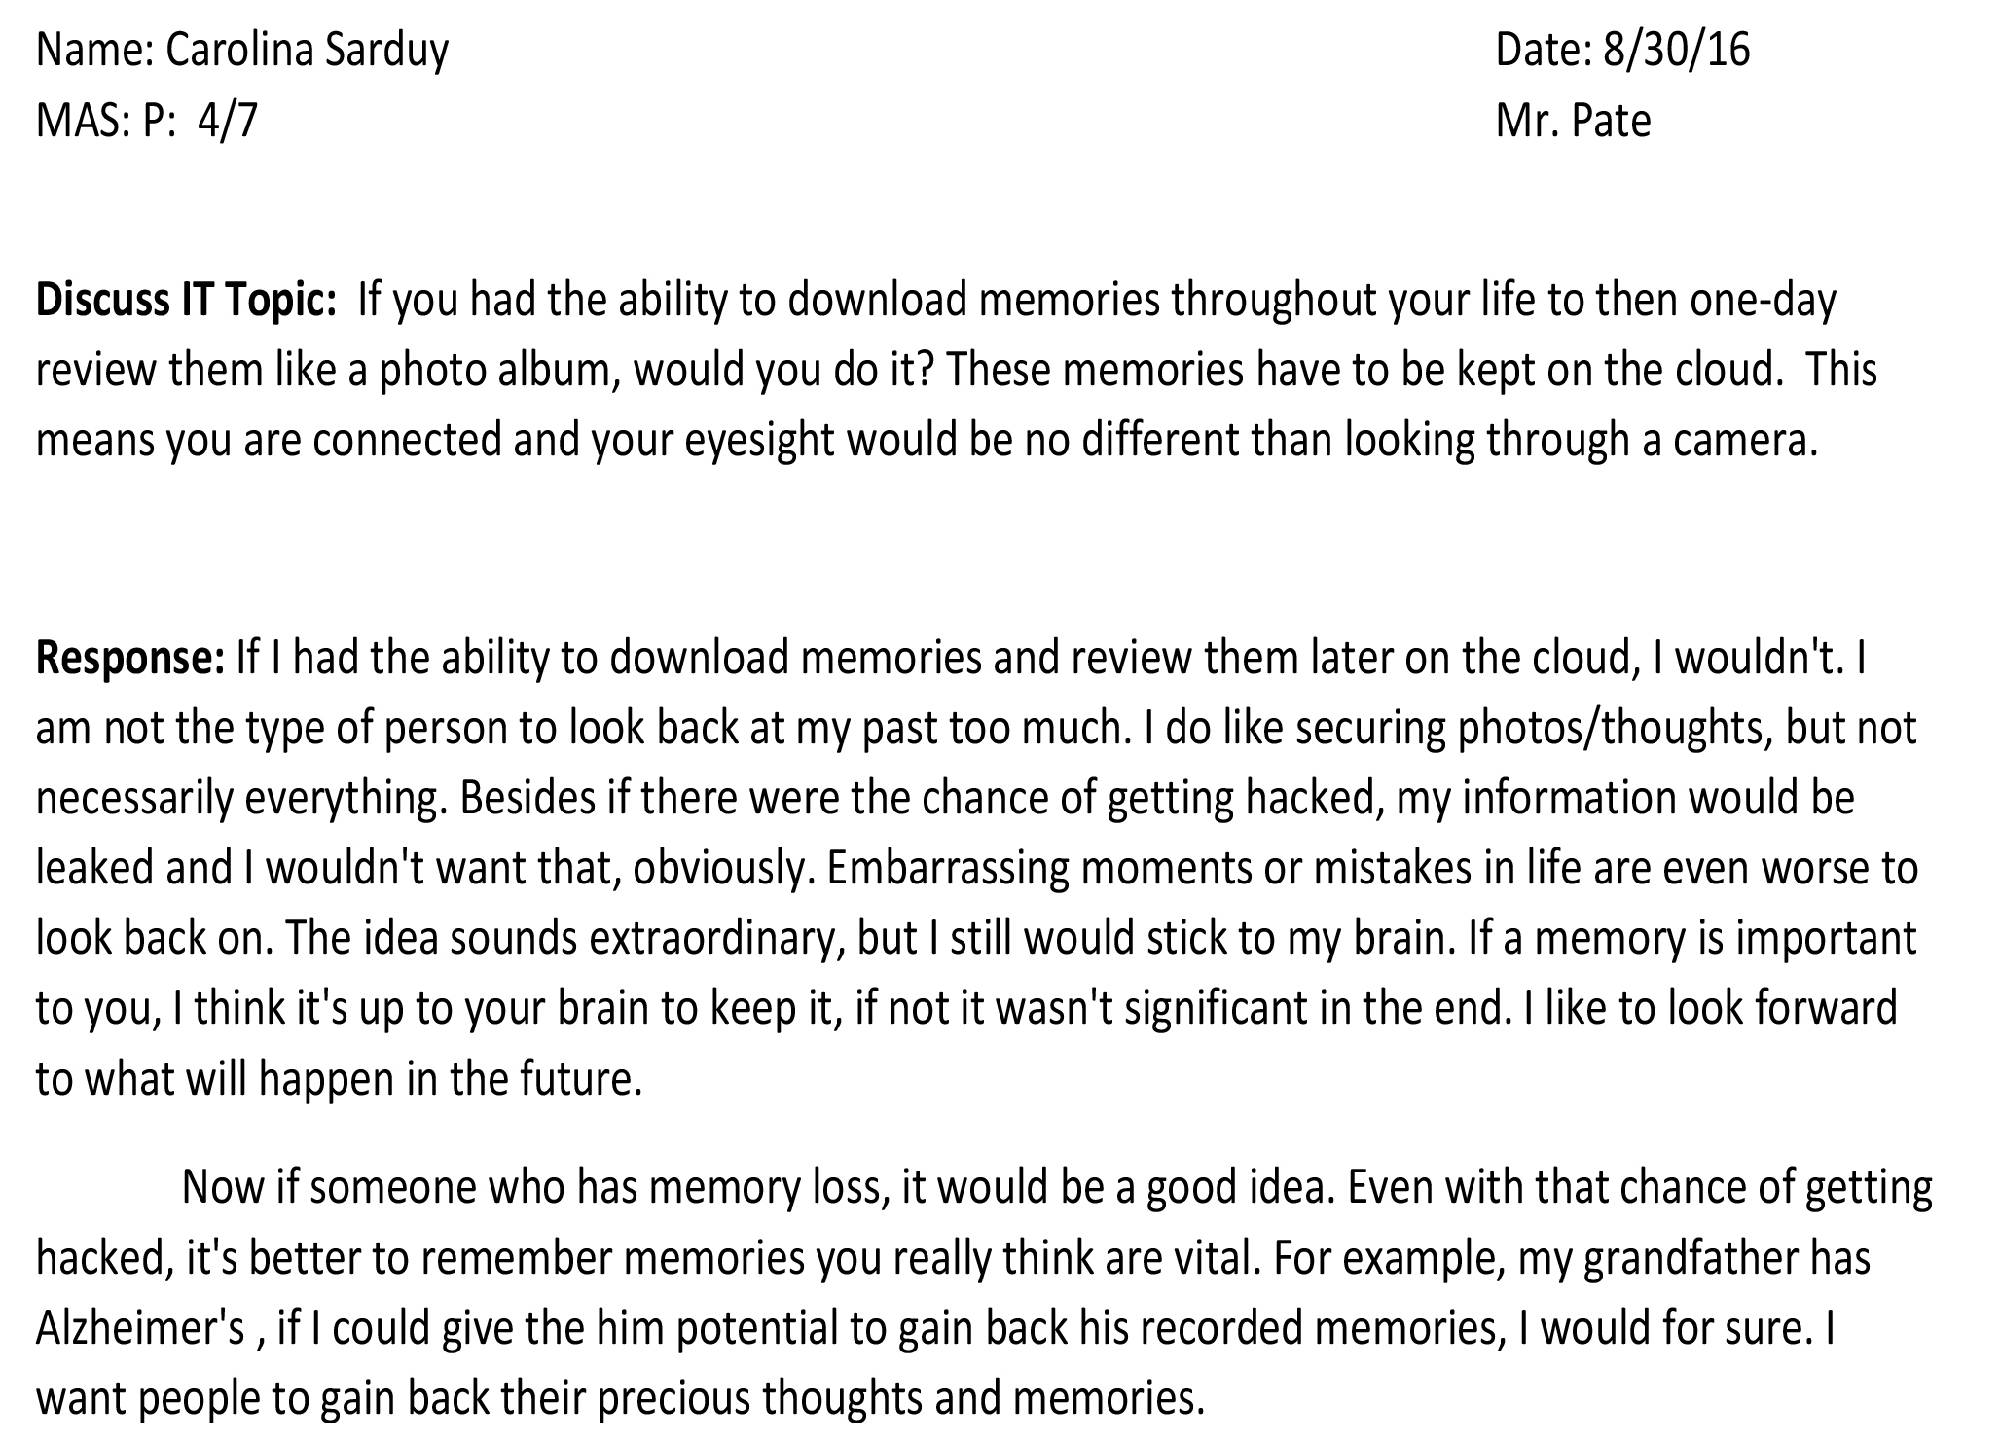 Name: Carolina Sarduy Date: 8/30/16
MAS: P: 4/7 Mr. Pate
Discuss IT Topic: If you had the ability to download memories throughout your life to then one-day
review them like a photo album, would you do it? These memories have to be kept on the cloud. This
means you are connected and your eyesight would be no different than looking through a camera.
Response: If I had the ability to download memories and review them later on the cloud, I wouldn't. I
am not the type of person to look back at my past too much. I do like securing photos/thoughts, but not
necessarily everything. Besides if there were the chance of getting hacked, my information would be
leaked and I wouldn't want that, obviously. Embarrassing moments or mistakes in life are even worse to
look back on. The idea sounds extraordinary, but I still would stick to my brain. If a memory is important
to you, I think it's up to your brain to keep it, if not it wasn't significant in the end. I like to look forward
to what will happen in the future.
Now if someone who has memory loss, it would be a good idea. Even with that chance of getting
hacked, it's better to remember memories you really think are vital. For example, my grandfather has
Alzheimer's , if I could give the him potential to gain back his recorded memories, I would for sure. I
want people to gain back their precious thoughts and memories.